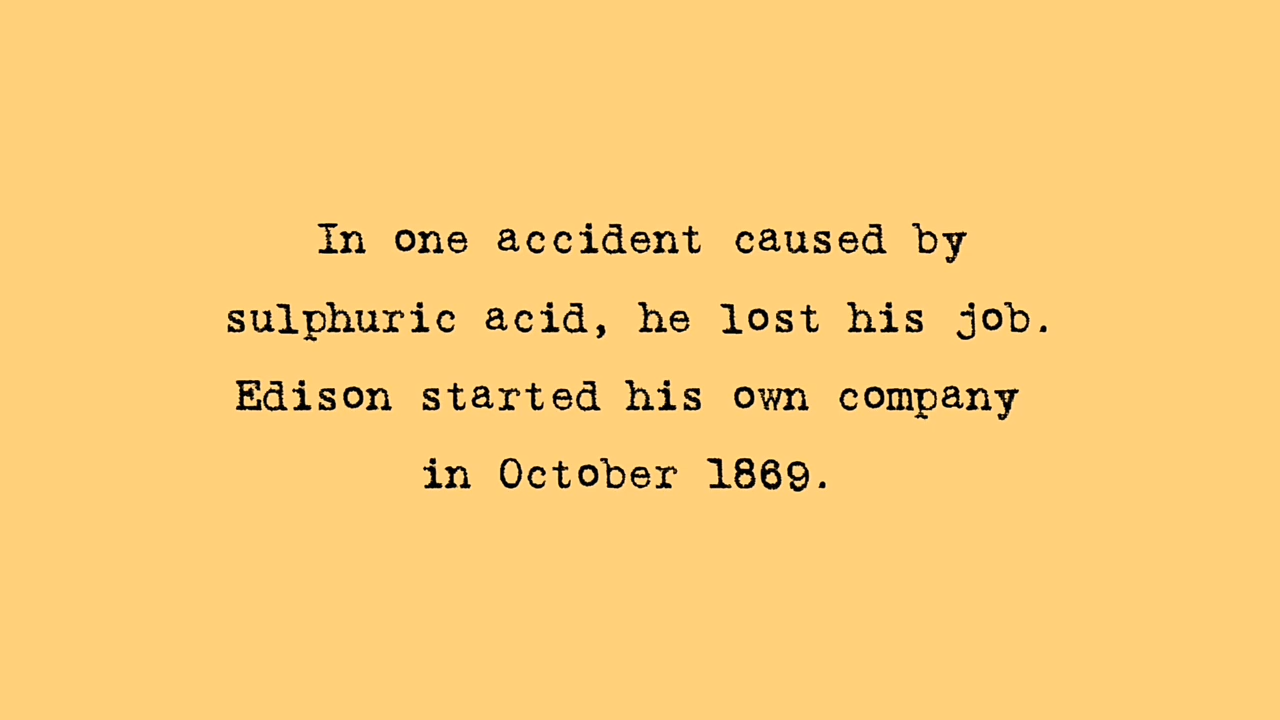 In one accident caused by
sulphuric acid, he lost his job.
Edison started his own company
in October 1869.